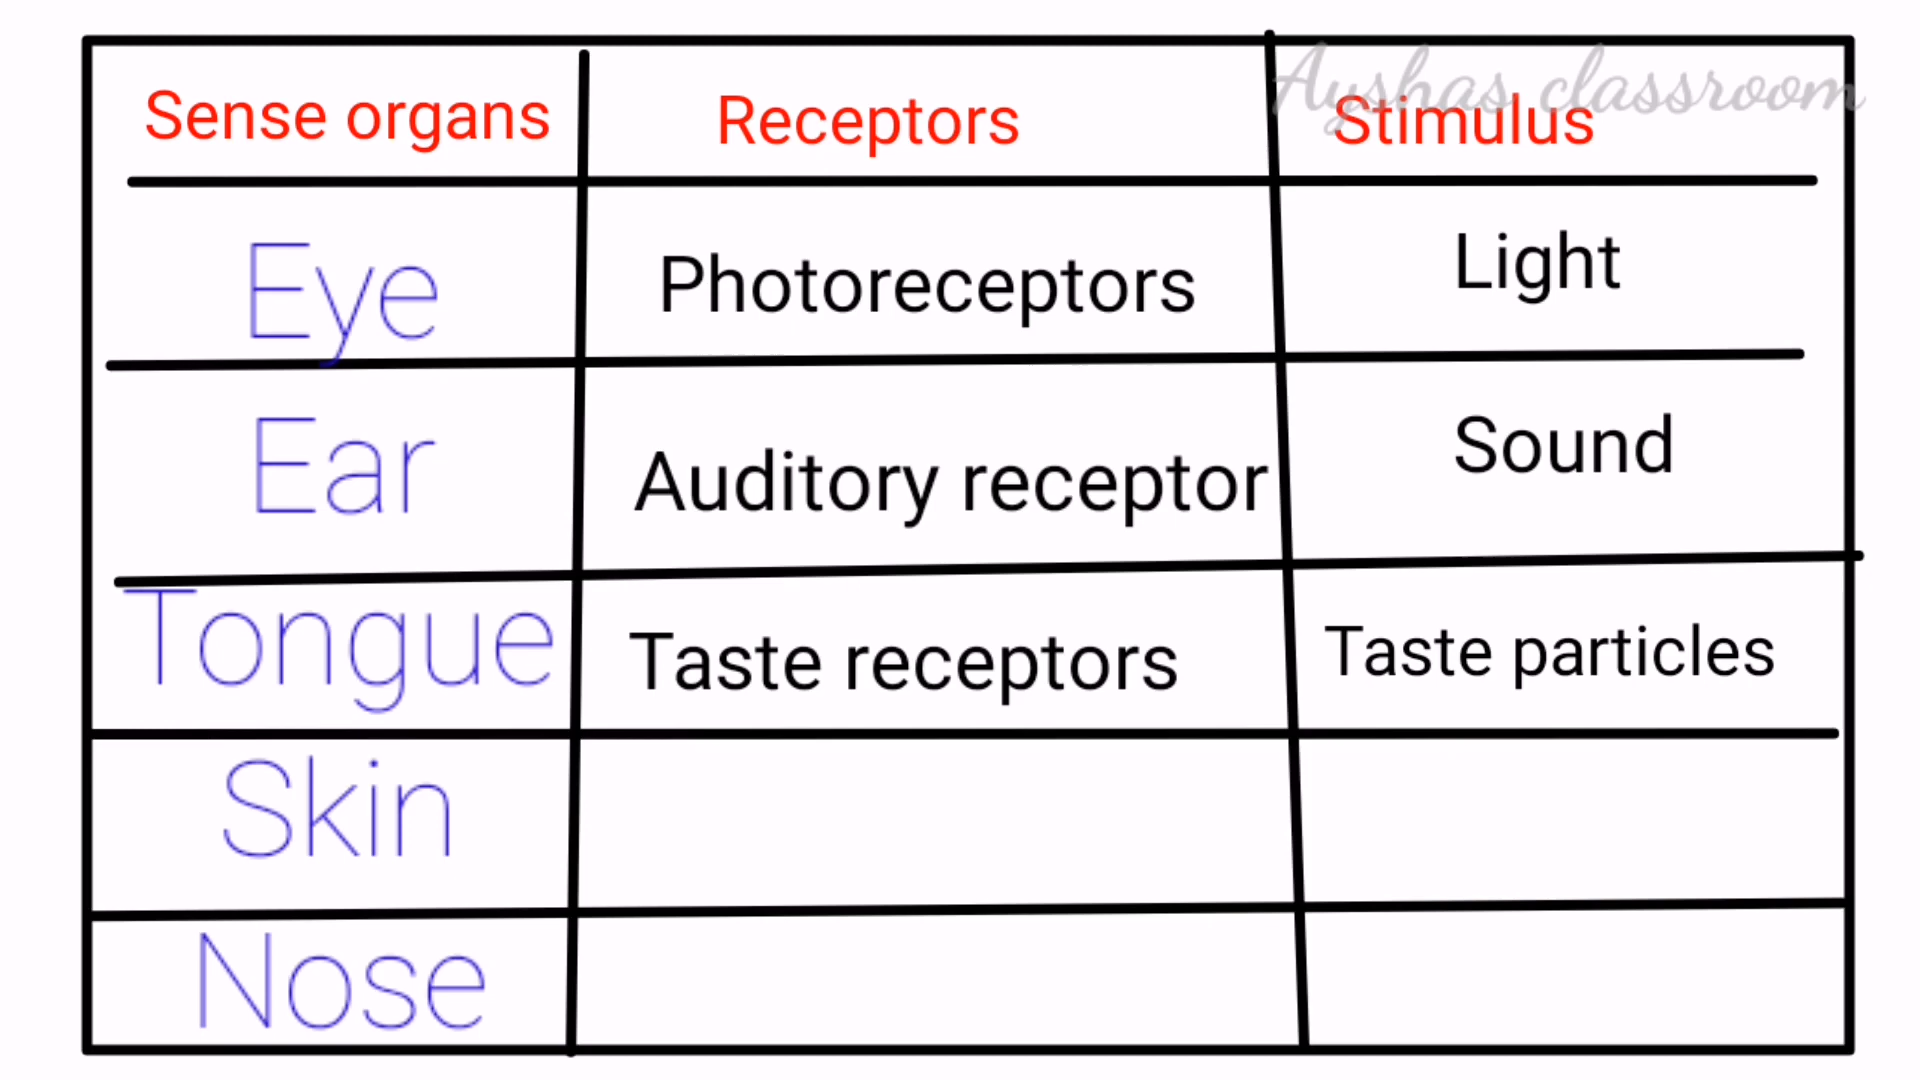 Ayshas classroom
Sense organs Receptors Stimulus
Eye Photoreceptors Light
Ear Auditory receptor Sound
Tongue Taste receptors Taste particles
Skin
Nose